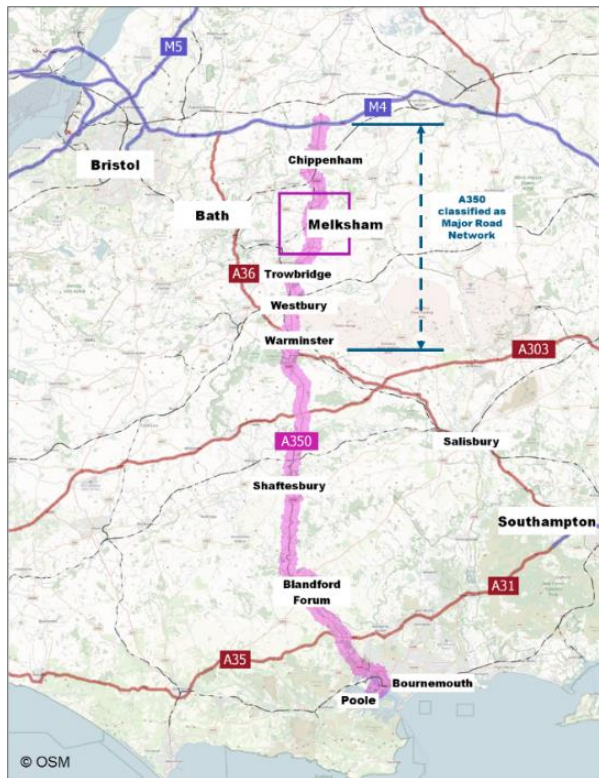 M5
M4
Bristol
Chippenham
Bath
Melksham
A350
classified as
Major Road
Network
A36
Trowbridge
Westbury
Warminster
A303
A350
Salisbury
Shaftesbury
Southampton
Blandford
Forum
A31
A35
Bournemouth
Poole
© OSM